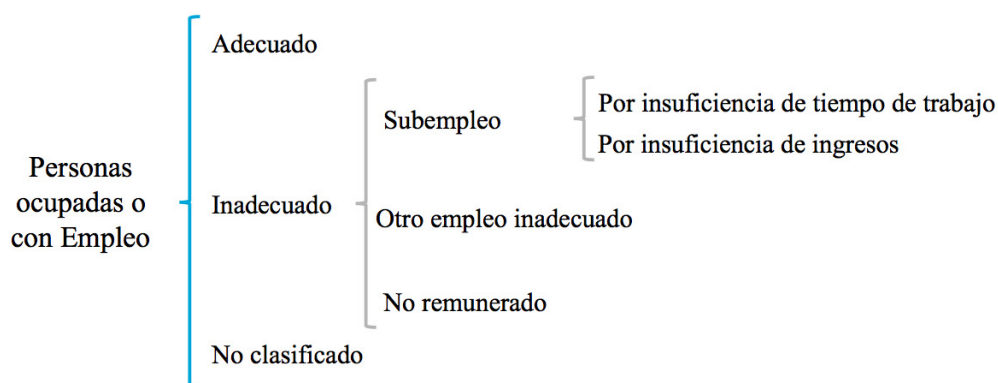 Personas
ocupadas o
con Empleo
Adecuado
Inadecuado
No clasificado
Subempleo
Otro empleo inadecuado
No remunerado
Por insuficiencia de tiempo de trabajo
Por insuficiencia de ingresos